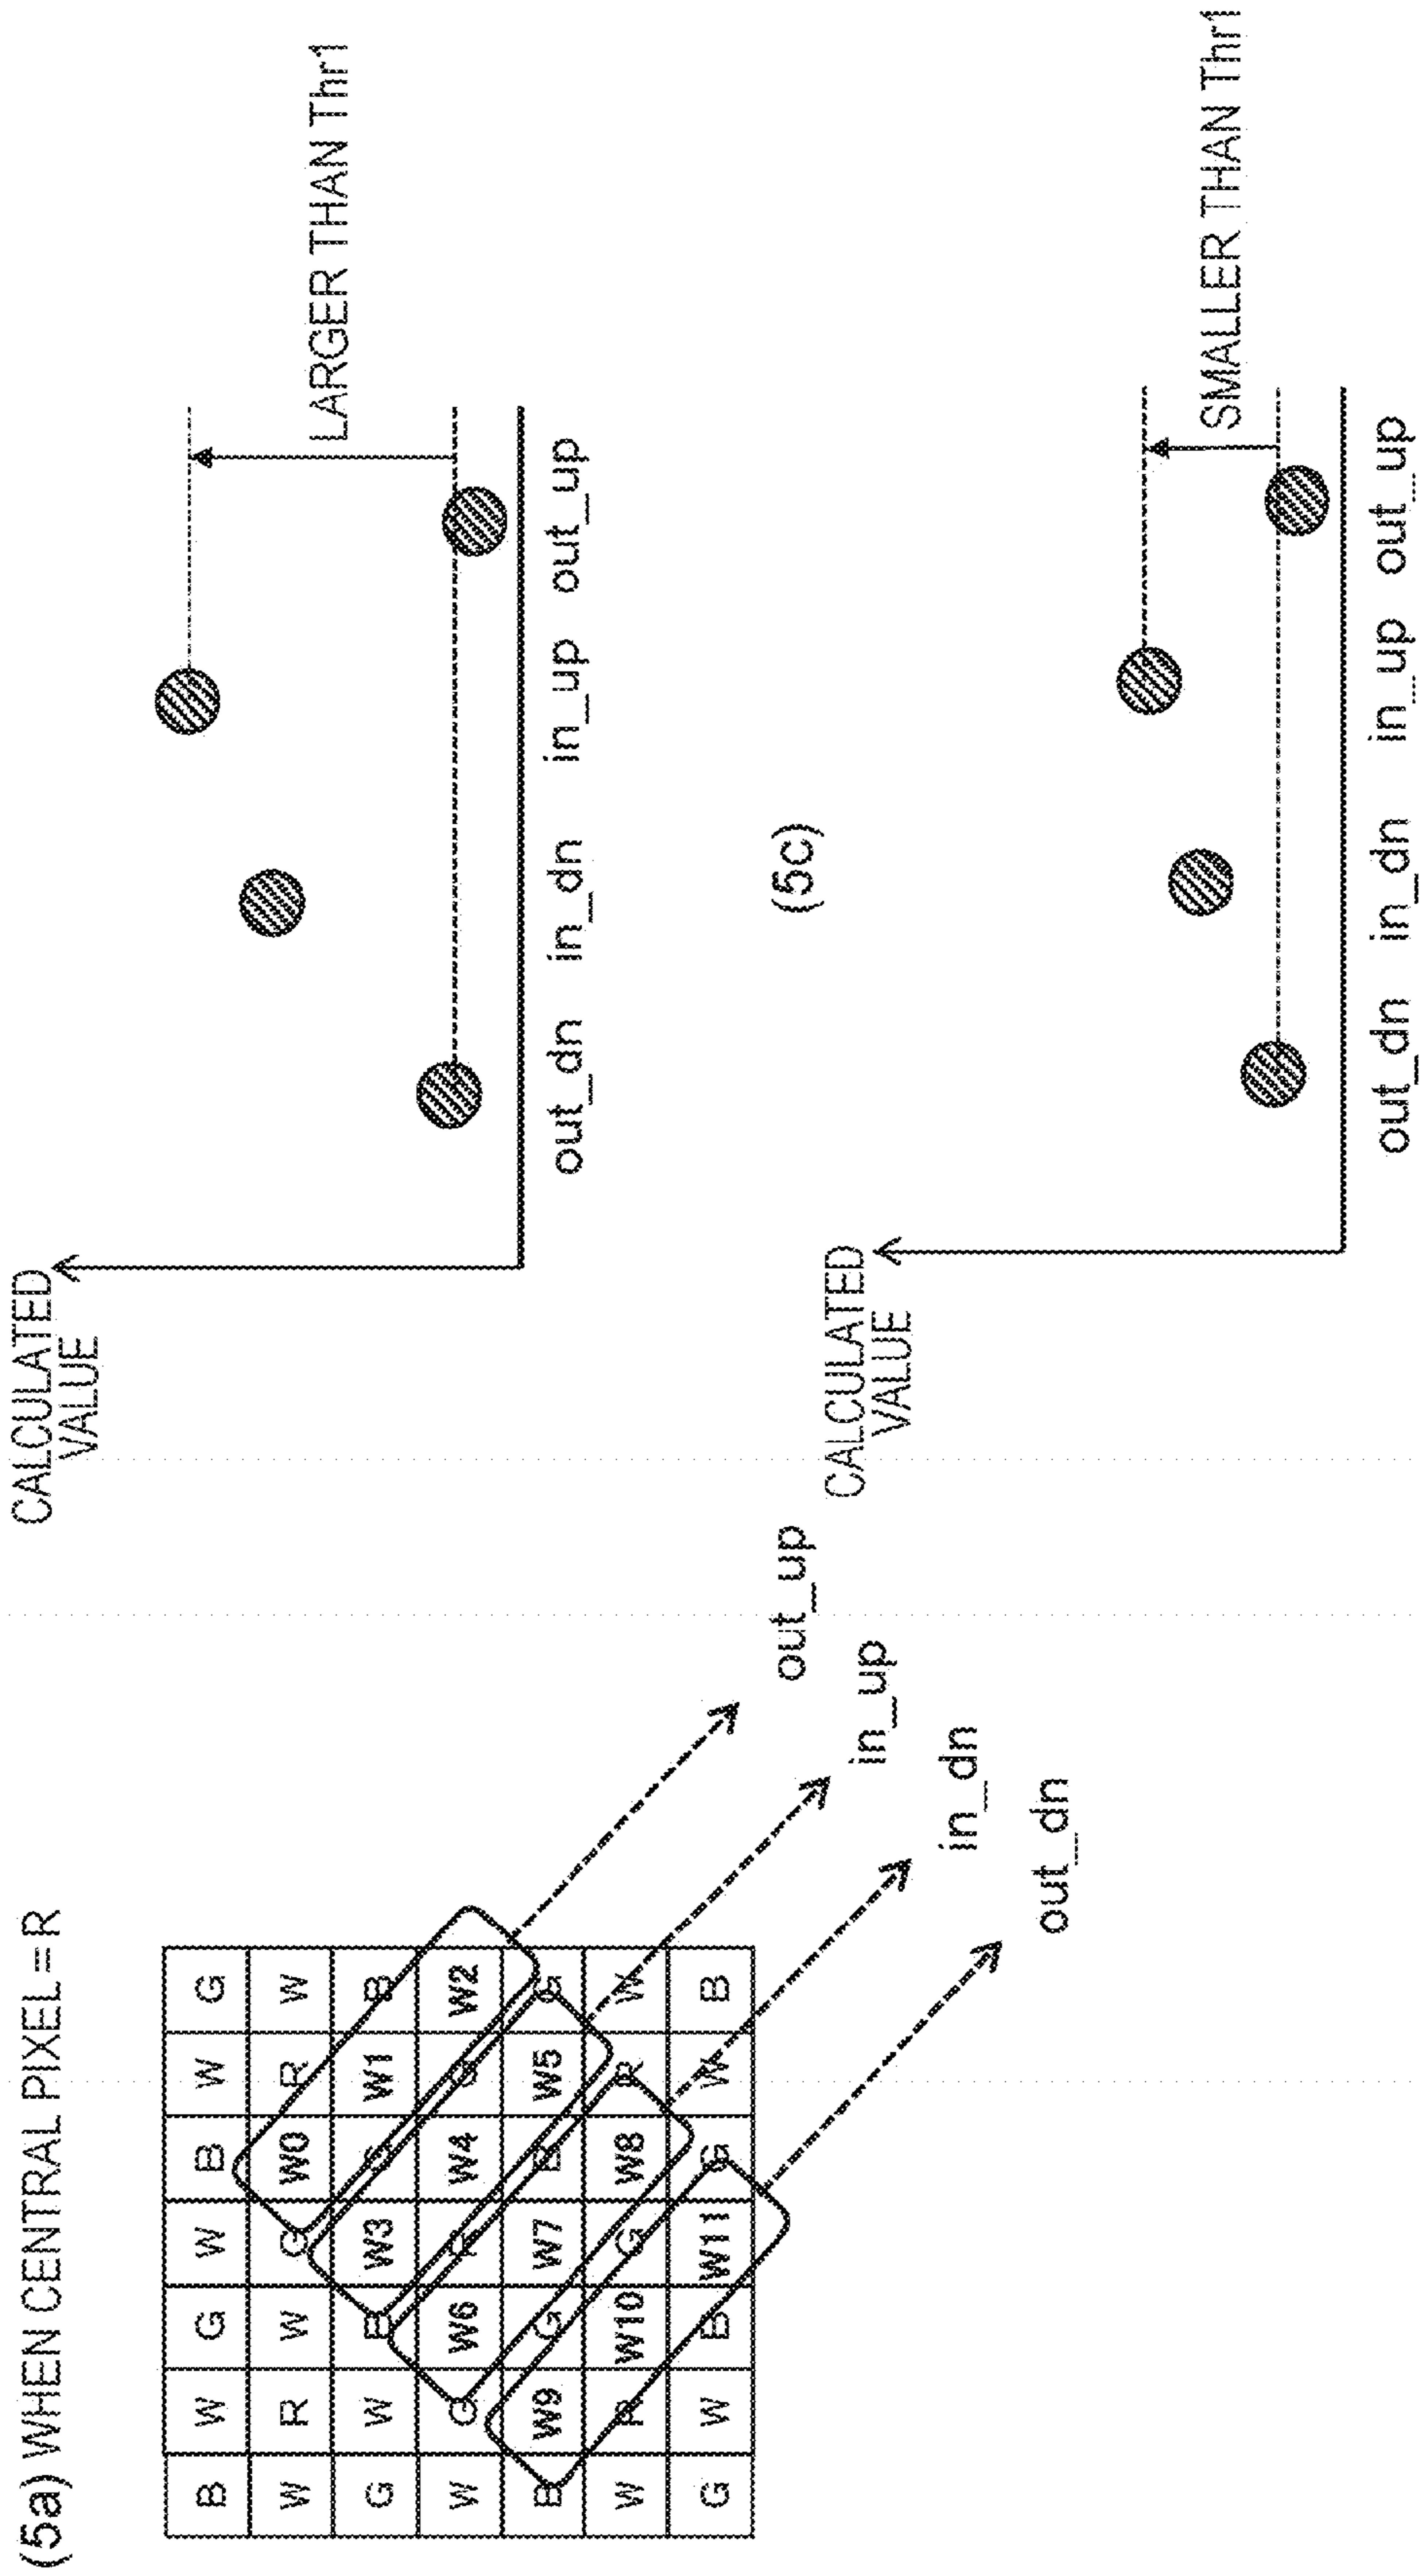 (5a) WHEN CENTRAL PIXEL = R
B W G W B W G
W R W G W0 R W
G W B W3 G W1 B
W G W6 R W4 G W2
B W9 G W7 B W5 G
W R W10 G W8 R W
G W B W11 G W B
out_up
in_up
in_dn
out_dn
CALCULATED
VALUE
LARGER THAN Thr1
out_dn in_dn in_up out_up
(5c)
CALCULATED
VALUE
SMALLER THAN Thr1
out_dn in_dn in_up out_up